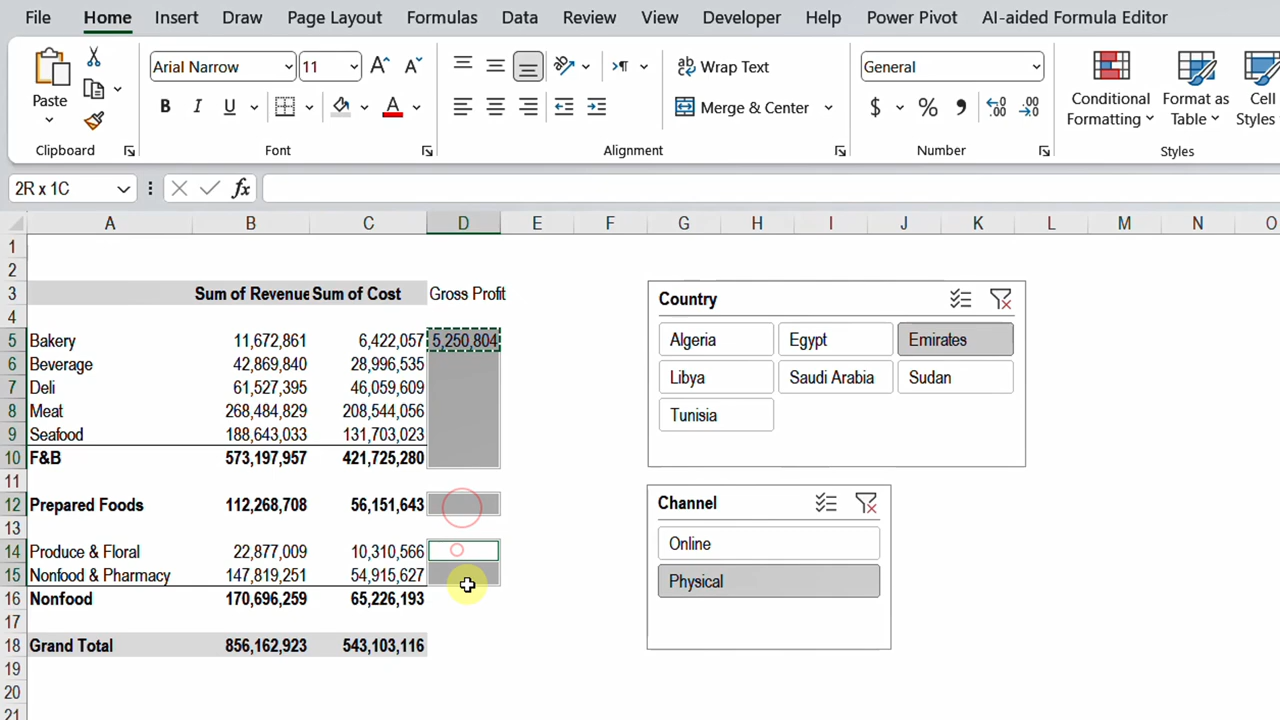 File Home Insert Draw Page Layout Formulas Data Review View Developer Help Power Pivot AI-aided Formula Editor
Arial Narrow 11 A A Wrap Text General
Paste B I U A Merge & Center $ % Conditional Formatting Format as Table Cell Styles
Clipboard Font Alignment Number Styles
2R x 1C fx
A B C D E F G H I J K L M N O
1
2
3 Sum of Revenue Sum of Cost Gross Profit
4
5 Bakery 11,672,861 6,422,057 5,250,804
6 Beverage 42,869,840 28,996,535
7 Deli 61,527,395 46,059,609
8 Meat 268,484,829 208,544,056
9 Seafood 188,643,033 131,703,023
10 F&B 573,197,957 421,725,280
11
12 Prepared Foods 112,268,708 56,151,643
13
14 Produce & Floral 22,877,009 10,310,566
15 Nonfood & Pharmacy 147,819,251 54,915,627
16 Nonfood 170,696,259 65,226,193
17
18 Grand Total 856,162,923 543,103,116
19
20
21
Country
Algeria Egypt Emirates
Libya Saudi Arabia Sudan
Tunisia
Channel
Online
Physical